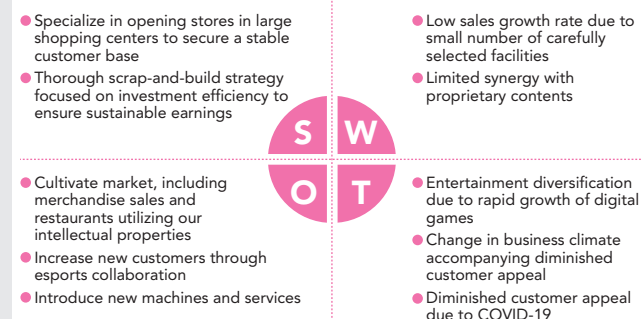 Specialize in opening stores in large
shopping centers to secure a stable
customer base
Thorough scrap-and-build strategy
focused on investment efficiency to
ensure sustainable earnings
Low sales growth rate due to
small number of carefully
selected facilities
Limited synergy with
proprietary contents
S W
O T
Cultivate market, including
merchandise sales and
restaurants utilizing our
intellectual properties
Increase new customers through
esports collaboration
Introduce new machines and services
Entertainment diversification
due to rapid growth of digital
games
Change in business climate
accompanying diminished
customer appeal
Diminished customer appeal
due to COVID-19